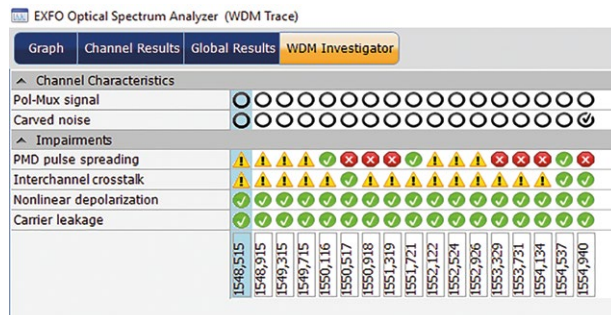 EXFO Optical Spectrum Analyzer (WDM Trace)
Graph Channel Results Global Results WDM Investigator
Channel Characteristics
Pol-Mux signal
Carved noise
Impairments
PMD pulse spreading
Interchannel crosstalk
Nonlinear depolarization
Carrier leakage
1548,515 1548,915 1549,315 1549,715 1550,116 1550,517 1550,918 1551,319 1551,721 1552,122 1552,524 1552,926 1553,329 1553,731 1554,134 1554,537 1554,940